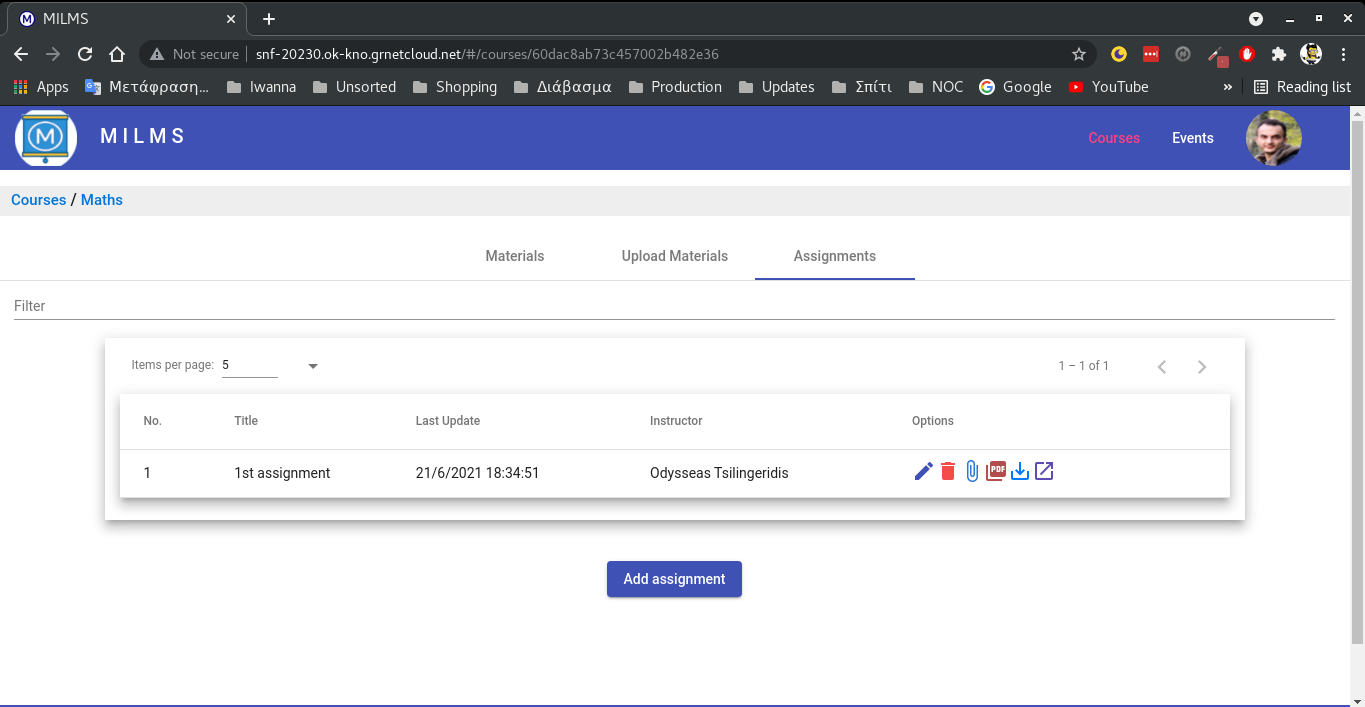 MILMS
Not secure snf-20230.ok-kno.grnetcloud.net/#/courses/60dac8ab73c457002b482e36
Apps Μετάφραση... Iwanna Unsorted Shopping Διάβασμα Production Updates Σπίτι NOC Google YouTube » Reading list
M MILMS Courses Events
Courses / Maths
Materials Upload Materials Assignments
Filter
Items per page: 5 1 – 1 of 1
No. Title Last Update Instructor Options
1 1st assignment 21/6/2021 18:34:51 Odysseas Tsilingeridis PDF
Add assignment